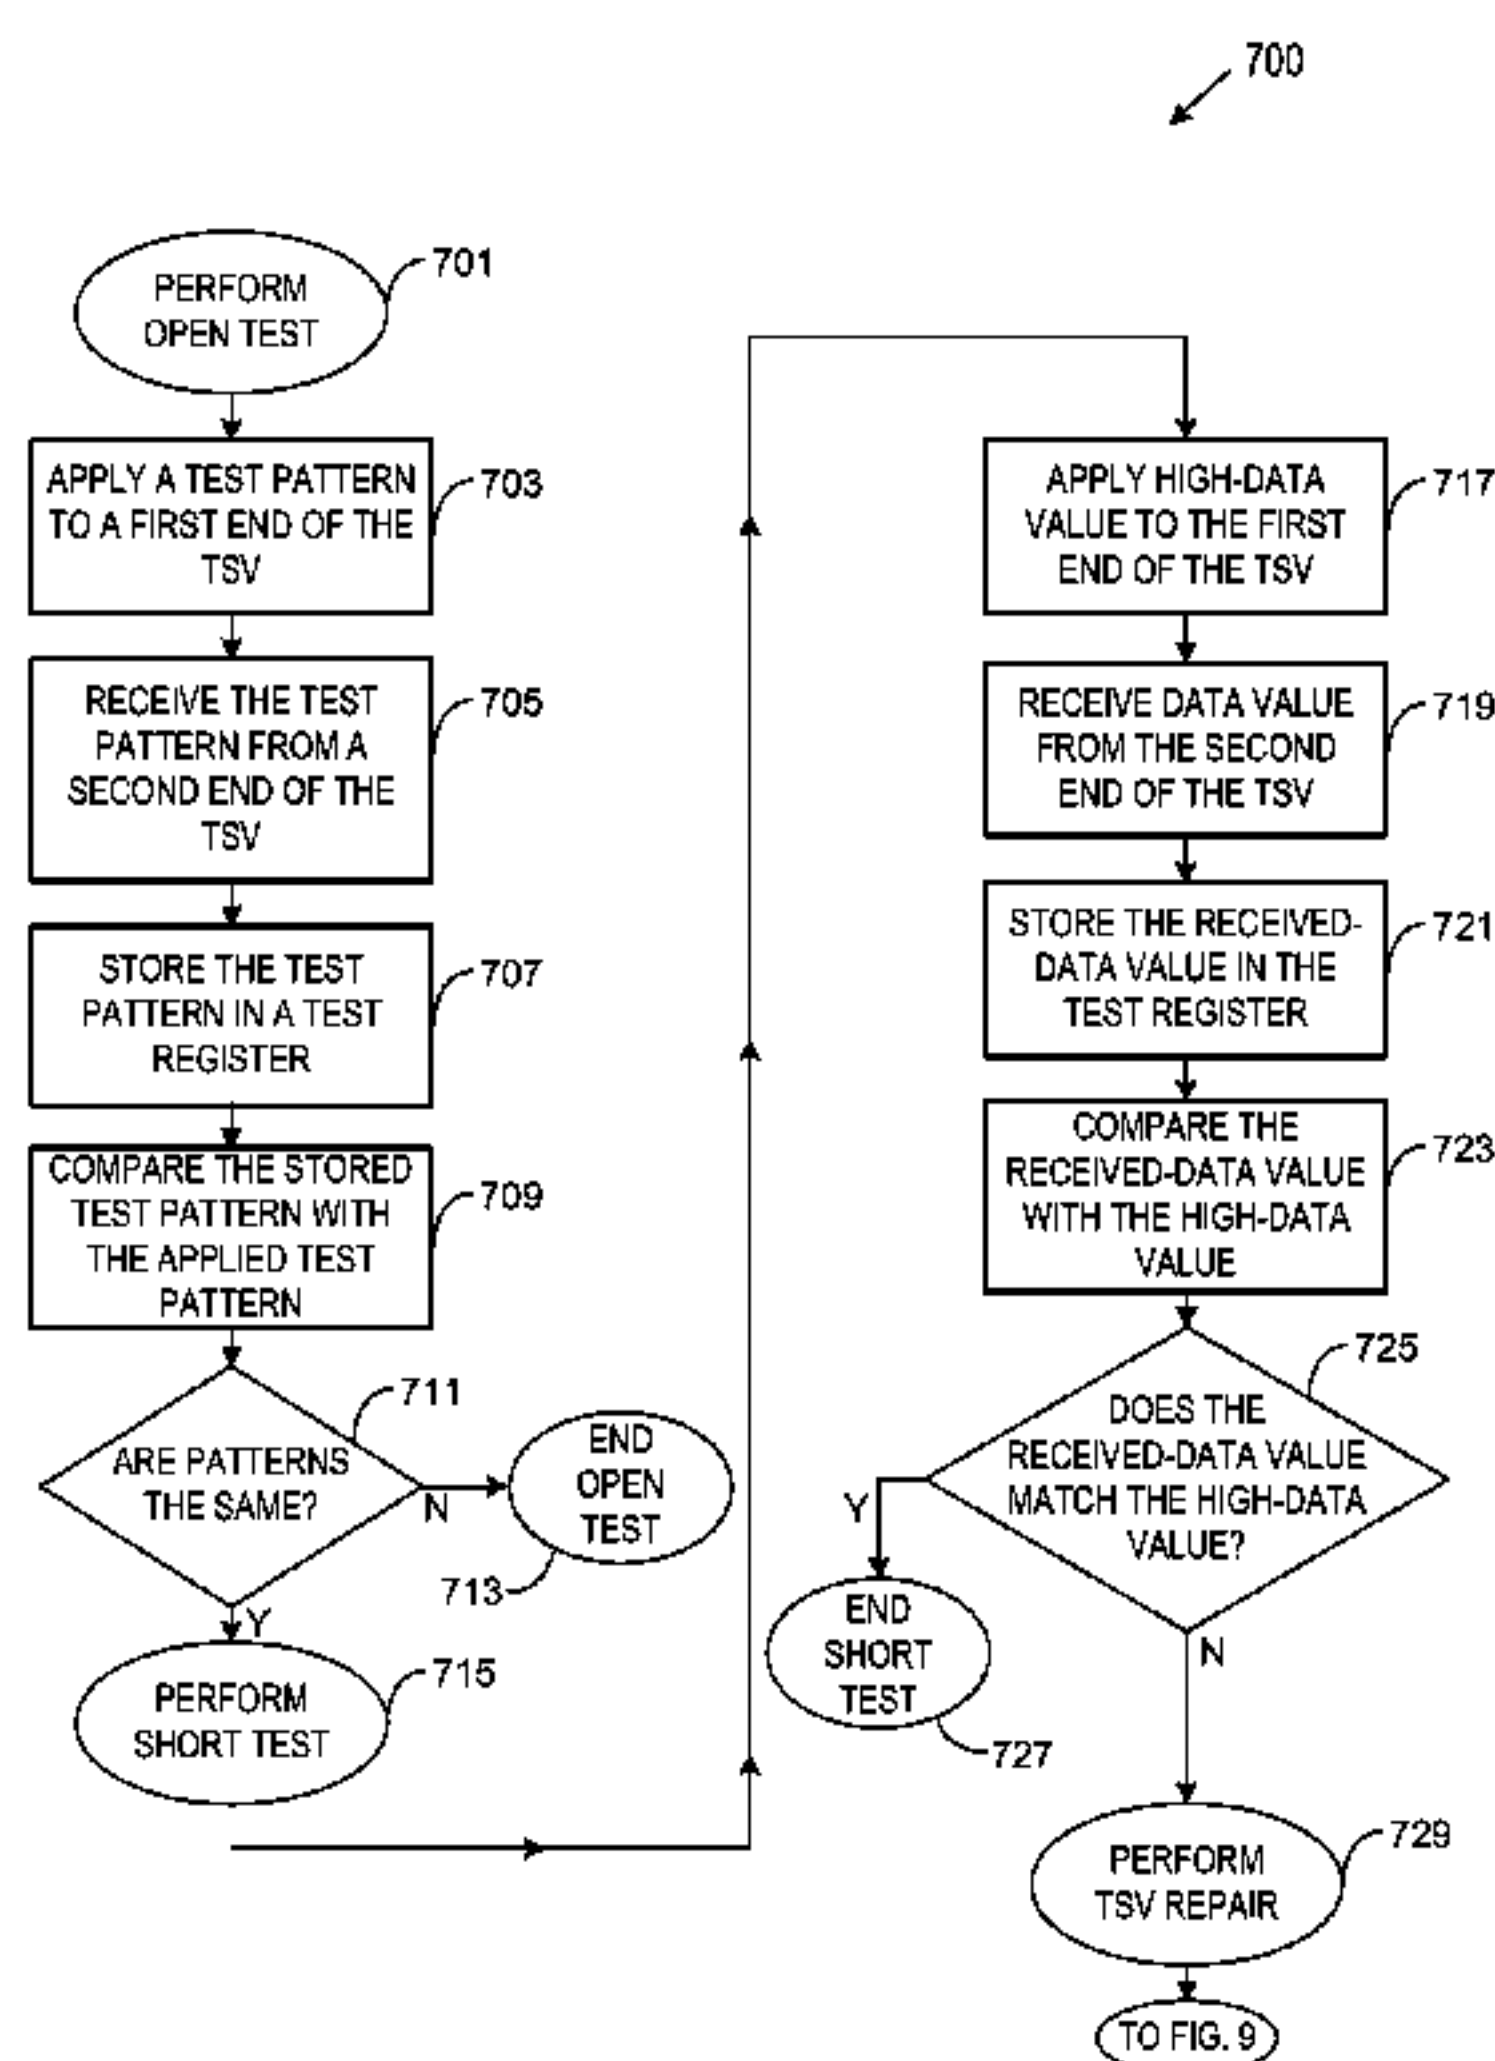 700
PERFORM
OPEN TEST
701
APPLY A TEST PATTERN
TO A FIRST END OF THE
TSV
703
RECEIVE THE TEST
PATTERN FROM A
SECOND END OF THE
TSV
705
STORE THE TEST
PATTERN IN A TEST
REGISTER
707
COMPARE THE STORED
TEST PATTERN WITH
THE APPLIED TEST
PATTERN
709
ARE PATTERNS
THE SAME?
711
N
END
OPEN
TEST
713
Y
PERFORM
SHORT TEST
715
APPLY HIGH-DATA
VALUE TO THE FIRST
END OF THE TSV
717
RECEIVE DATA VALUE
FROM THE SECOND
END OF THE TSV
719
STORE THE RECEIVED-
DATA VALUE IN THE
TEST REGISTER
721
COMPARE THE
RECEIVED-DATA VALUE
WITH THE HIGH-DATA
VALUE
723
DOES THE
RECEIVED-DATA VALUE
MATCH THE HIGH-DATA
VALUE?
725
Y
END
SHORT
TEST
727
N
PERFORM
TSV REPAIR
729
TO FIG. 9